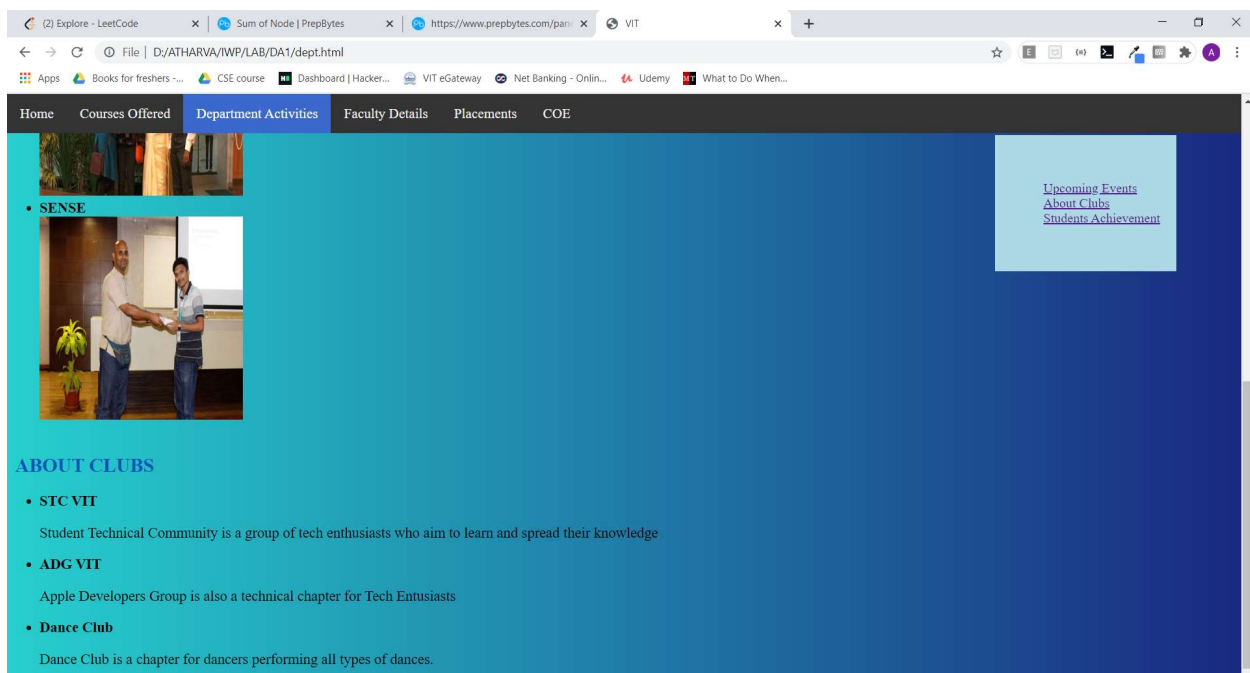 (2) Explore - LeetCode
Sum of Node | PrepBytes
https://www.prepbytes.com/pan
VIT
File | D:/ATHARVA/IWP/LAB/DA1/dept.html
Apps Books for freshers -... CSE course Dashboard | Hacker... VIT eGateway Net Banking - Onlin... Udemy MT What to Do When...
Home Courses Offered Department Activities Faculty Details Placements COE
Upcoming Events
About Clubs
Students Achievement
SENSE
ABOUT CLUBS
STC VIT
Student Technical Community is a group of tech enthusiasts who aim to learn and spread their knowledge
ADG VIT
Apple Developers Group is also a technical chapter for Tech Entusiasts
Dance Club
Dance Club is a chapter for dancers performing all types of dances.